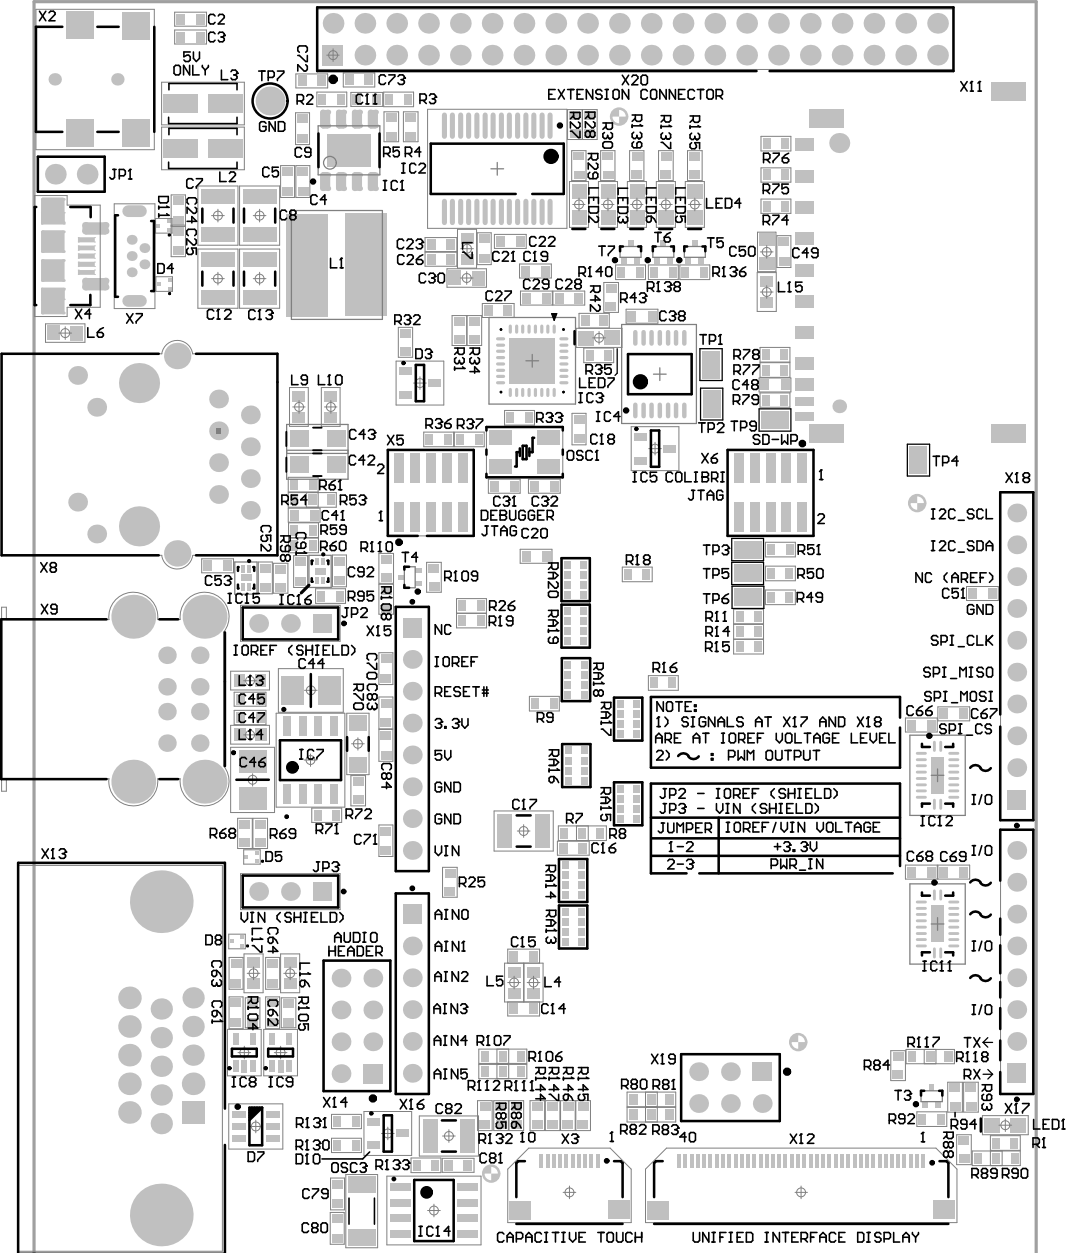 X2
C2
C3
5V
ONLY
L3
TP7
GND
C72
C73
R2
C11
R3
X20
EXTENSION CONNECTOR
X11
C9
R5
R4
IC2
R27
R28
R30
R139
R137
R135
R76
R75
R74
JP1
L2
C5
C4
IC1
R29
LED2
LED3
LED6
LED5
LED4
C7
D11
C24
C25
C8
D4
L1
X4
X7
C12
C13
L6
C23
C26
L7
C22
C21
C19
C30
C29
C28
C27
T7
T6
T5
R140
R138
R136
R42
R43
C38
C50
C49
L15
R32
R31
R34
D3
R35
LED7
IC3
IC4
TP1
TP2
TP9
SD-WP
R78
R77
C48
R79
L9
L10
C43
C42
R36
R37
R33
C18
OSC1
IC5
COLIBRI
JTAG
X6
1
2
TP4
X5
2
1
C31
C32
DEBUGGER
JTAG
C20
R61
R54
R53
C41
R59
R60
C52
R98
C91
C53
IC15
IC16
C92
R95
R110
T4
R109
R108
X8
X9
JP2
IOREF (SHIELD)
X15
R26
R19
RA20
RA19
RA18
RA17
RA16
RA15
R18
R16
R9
TP3
TP5
TP6
R51
R50
R49
R11
R14
R15
X18
I2C_SCL
I2C_SDA
NC (AREF)
C51
GND
SPI_CLK
SPI_MISO
SPI_MOSI
C66
C67
SPI_CS
I/O
IC12
NC
IOREF
RESET#
3.3V
5V
GND
GND
VIN
C44
L13
C45
C47
L14
C46
IC7
C70
C83
R70
C84
R72
R71
C71
R68
R69
D5
NOTE:
1) SIGNALS AT X17 AND X18
ARE AT IOREF VOLTAGE LEVEL
2) ~ : PWM OUTPUT
JP2 - IOREF (SHIELD)
JP3 - VIN (SHIELD)
JUMPER IOREF/VIN VOLTAGE
1-2 +3.3V
2-3 PWR_IN
C17
R7
R8
C16
RA14
RA13
R25
X13
JP3
VIN (SHIELD)
D8
L17
C64
C63
L16
C61
R104
C62
R105
IC8
IC9
D7
AUDIO
HEADER
X14
X16
AIN0
AIN1
AIN2
AIN3
AIN4
AIN5
C15
L5
L4
C14
R107
R106
R112
R111
R144
R147
R146
R145
C68
C69
IC11
I/O
~
~
I/O
~
I/O
TX←
RX→
X17
X19
R80
R81
R82
R83
R117
R118
R84
T3
R92
R93
R94
LED1
R1
R88
R89
R90
R131
R130
D10
R133
OSC3
C82
C81
R85
R86
R132
C79
C80
IC14
10
X3
1
40
X12
1
CAPACITIVE TOUCH
UNIFIED INTERFACE DISPLAY